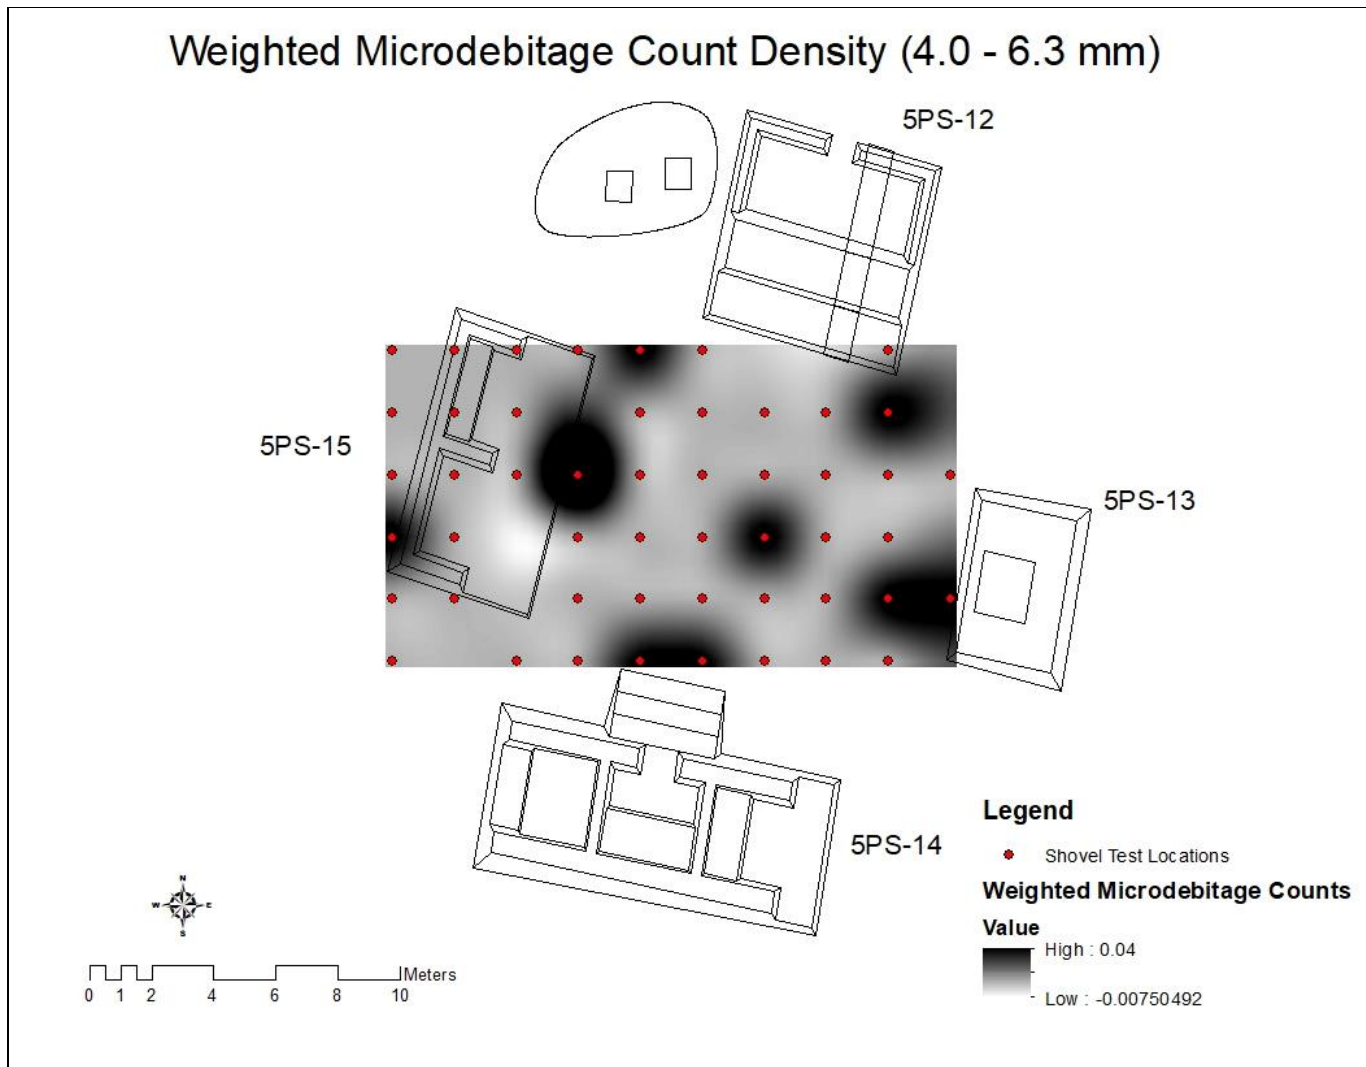 Weighted Microdebitage Count Density (4.0 - 6.3 mm)
5PS-12
5PS-15
5PS-13
5PS-14
Legend
Shovel Test Locations
Weighted Microdebitage Counts
Value
High : 0.04
Low : -0.00750492
N
W E
S
Meters
0 1 2 4 6 8 10